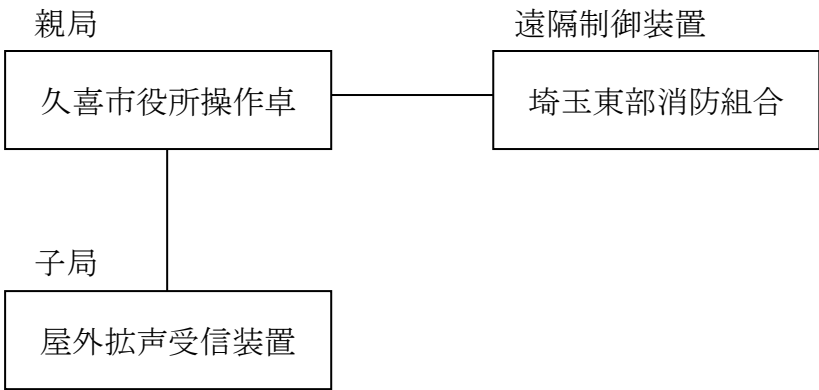 親局
遠隔制御装置
久喜市役所操作卓
埼玉東部消防組合
子局
屋外拡声受信装置